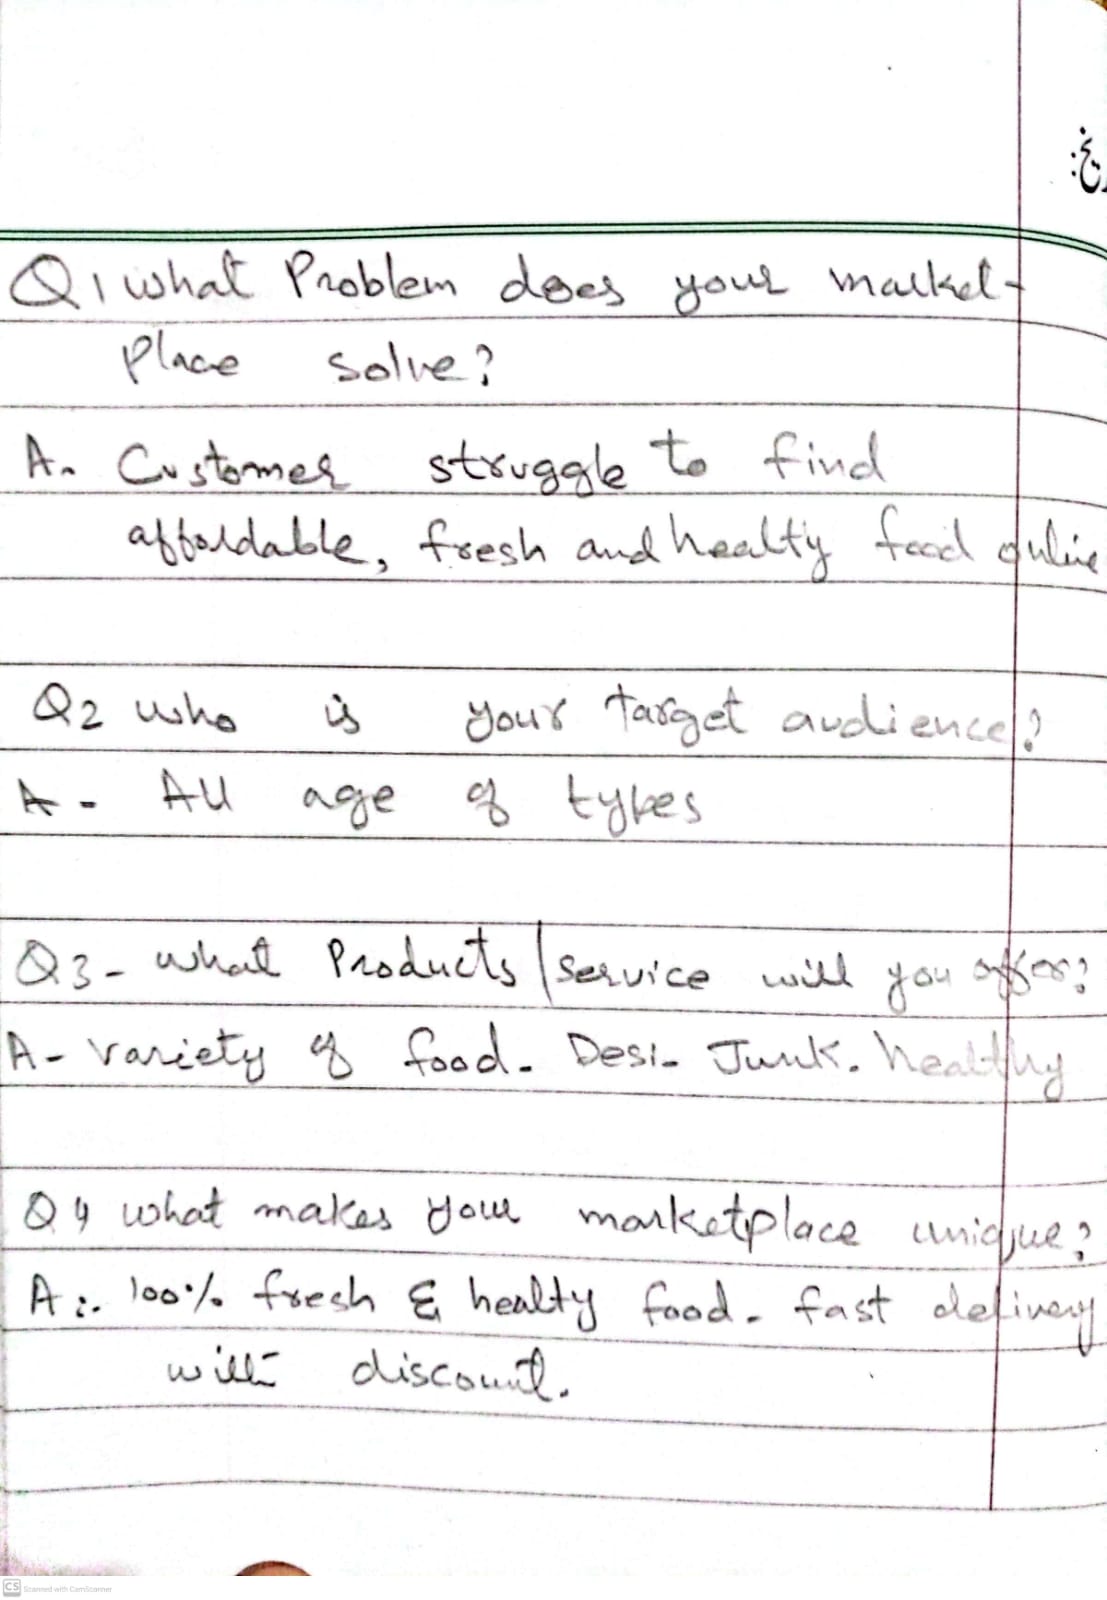 تاریخ:
Q1 what Problem does your market-
Place solve?
A. Customer struggle to find
affordable, fresh and healty food online
Q2 who is your target audience?
A- All age of types
Q3- what Products/service will you offer?
A- Variety of food- Desi- Junk. healthy
Q4 what makes your marketplace unique?
A:. 100% fresh & healty food- fast delivery
with discount.
CS Scanned with CamScanner